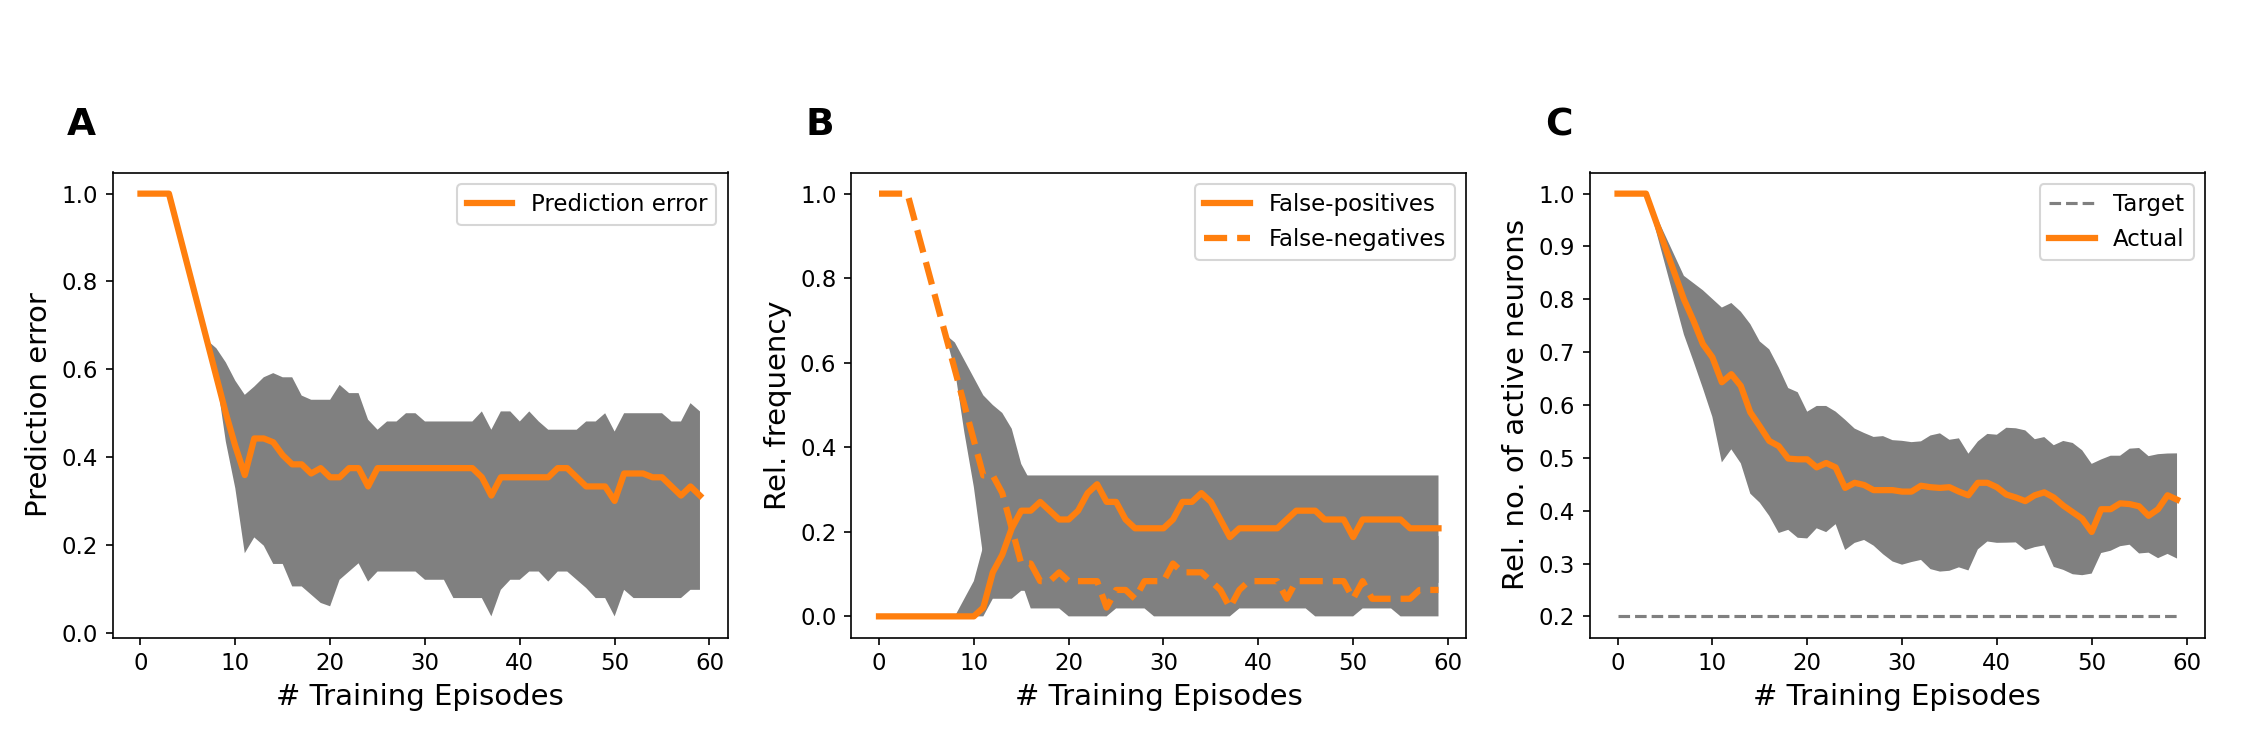 A
B
C
Prediction error
1.0
0.8
0.6
0.4
0.2
0.0
0 10 20 30 40 50 60
# Training Episodes
Prediction error
Rel. frequency
1.0
0.8
0.6
0.4
0.2
0.0
0 10 20 30 40 50 60
# Training Episodes
False-positives
False-negatives
Rel. no. of active neurons
1.0
0.9
0.8
0.7
0.6
0.5
0.4
0.3
0.2
0 10 20 30 40 50 60
# Training Episodes
Target
Actual